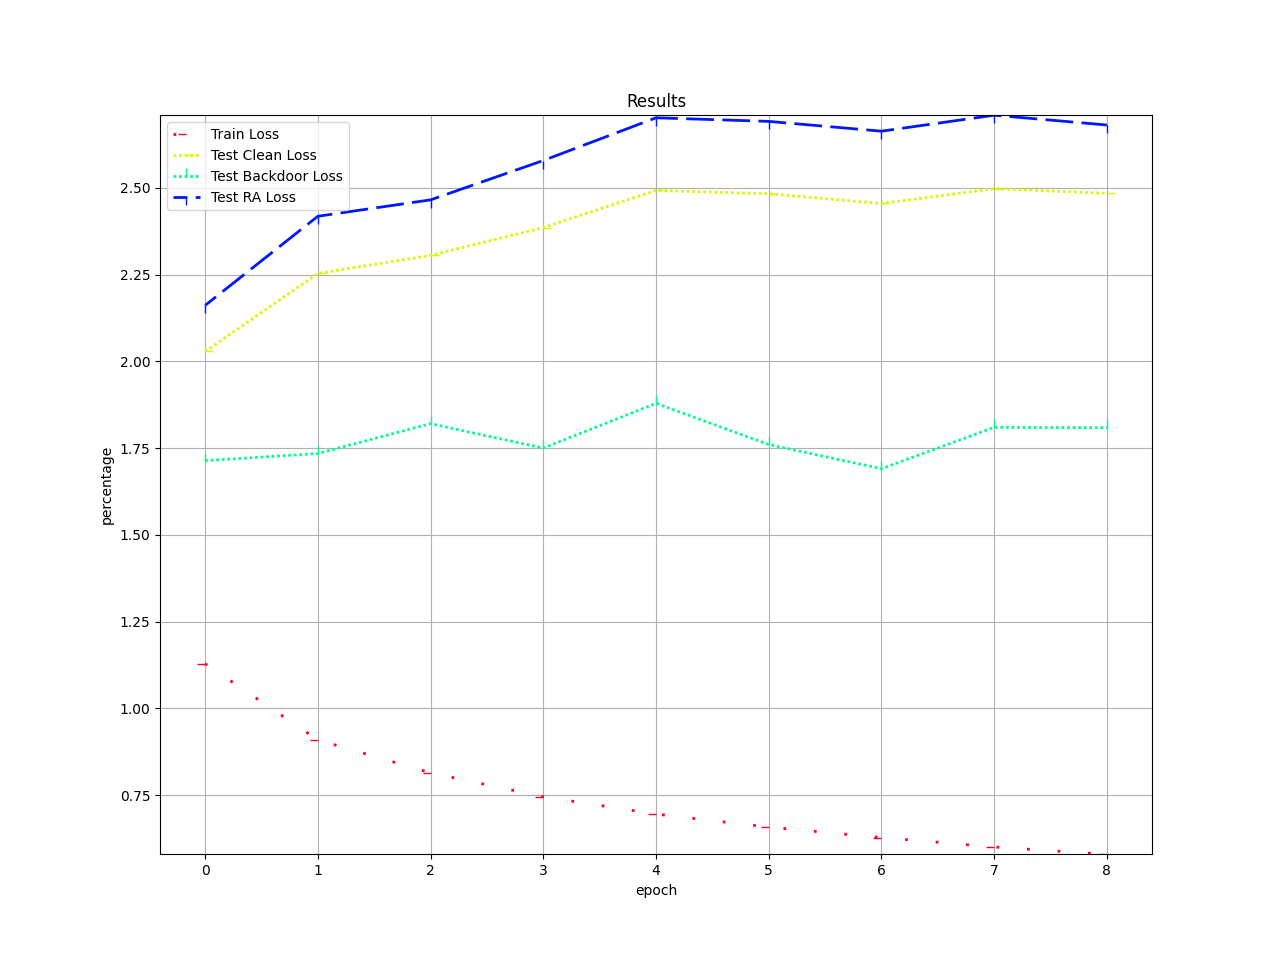 Results
Train Loss
Test Clean Loss
Test Backdoor Loss
Test RA Loss
2.50
2.25
2.00
1.75
1.50
1.25
1.00
0.75
percentage
0 1 2 3 4 5 6 7 8
epoch